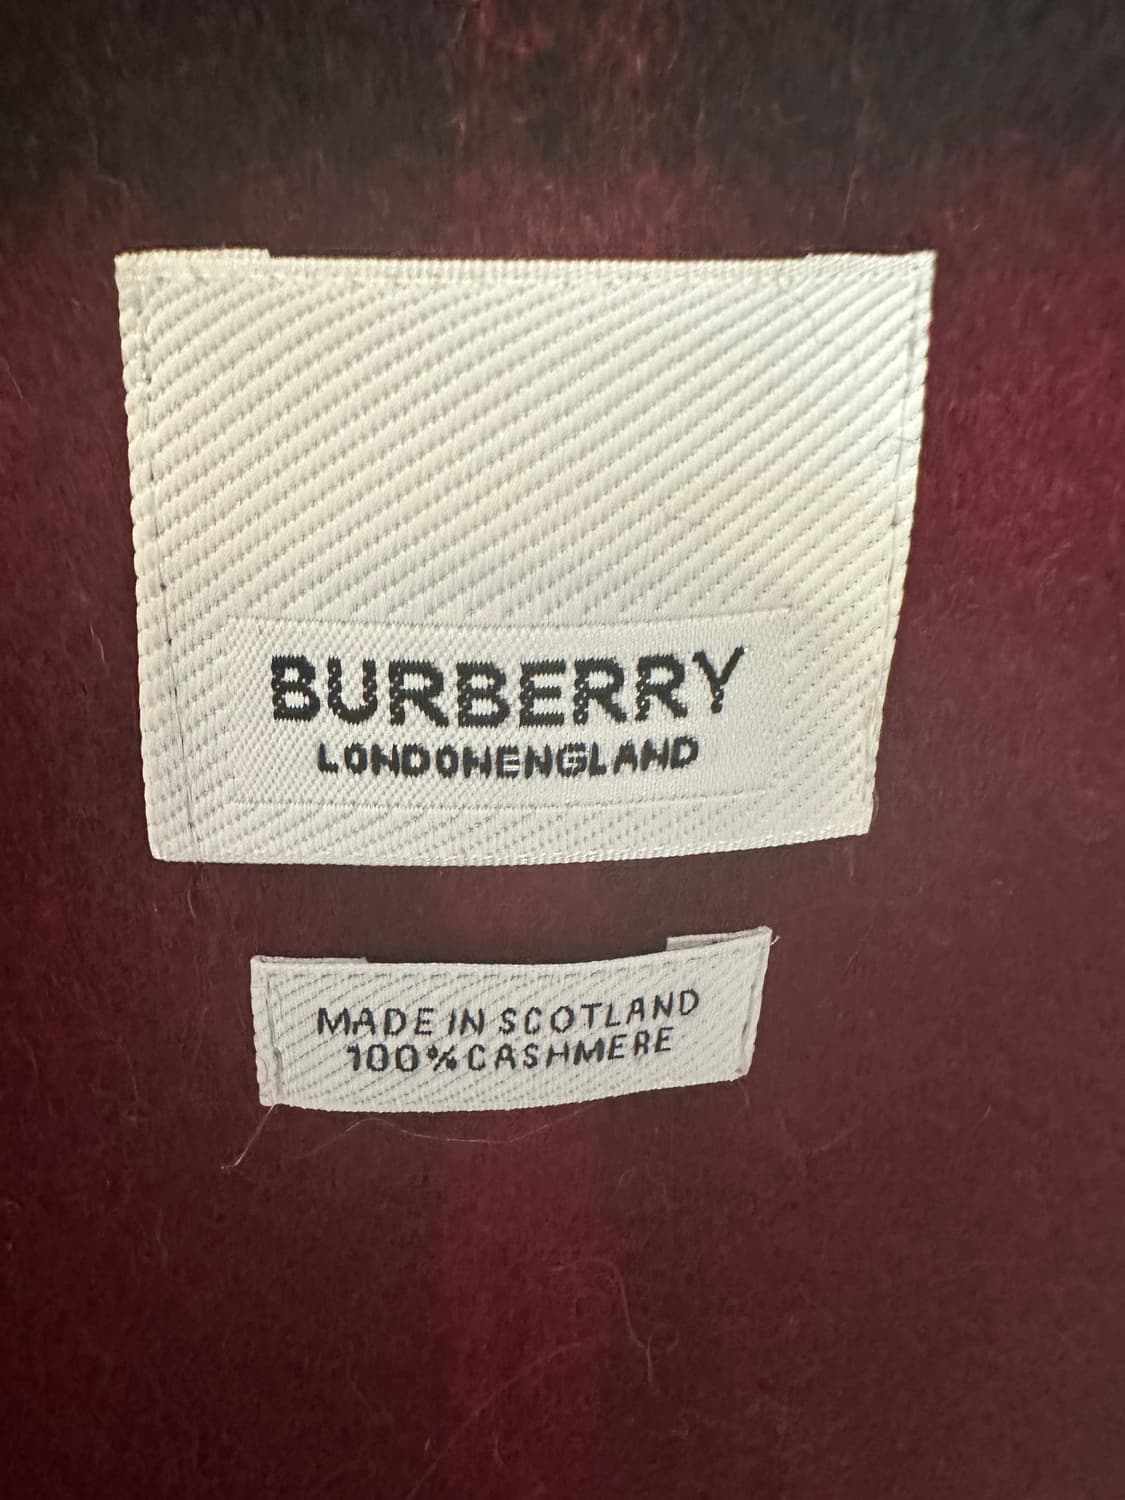 BURBERRY
LONDONENGLAND
MADE IN SCOTLAND
100% CASHMERE